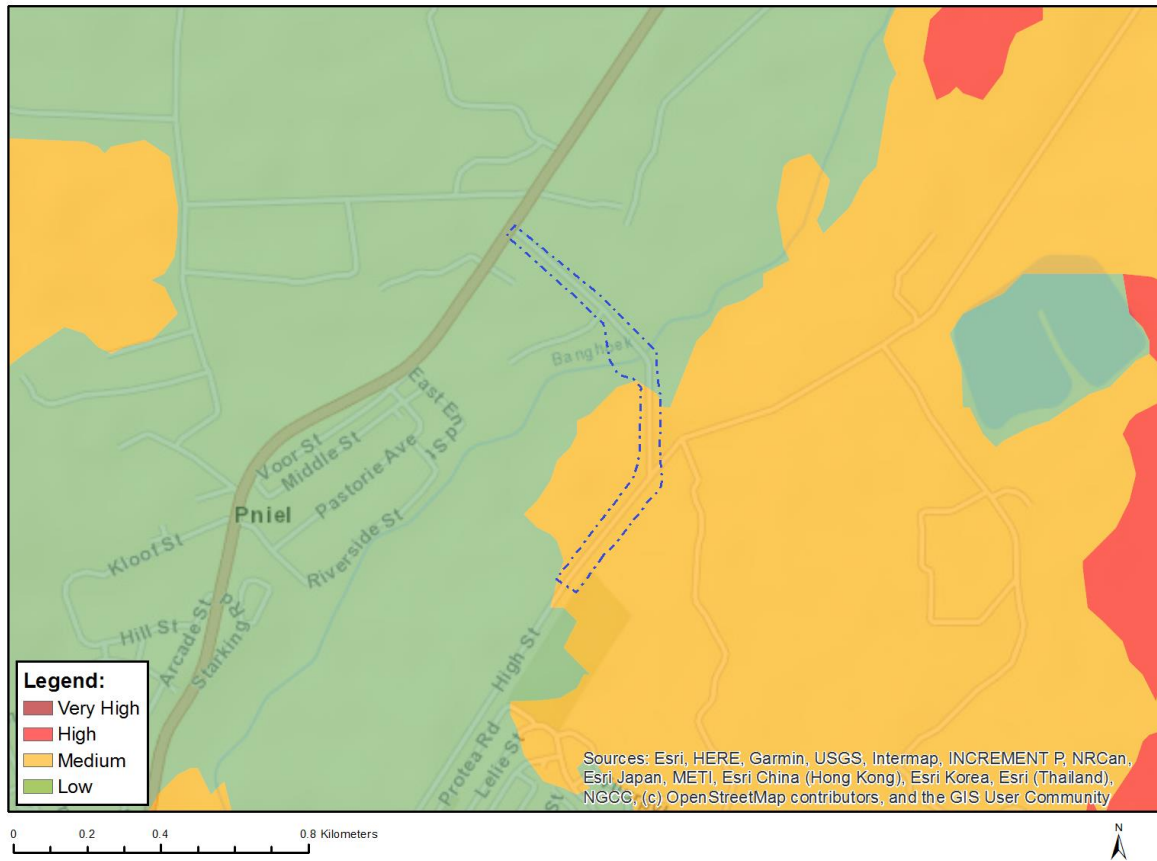 Banghoek
East En
d St
Voor St
Middle St
Pastorie Ave
Pniel
Riverside St
Kloof St
Hill St
Arcade St
Starking
Rd
High St
Protea Rd
Lelie St
St
Legend:
Very High
High
Medium
Low
Sources: Esri, HERE, Garmin, USGS, Intermap, INCREMENT P, NRCan,
Esri Japan, METI, Esri China (Hong Kong), Esri Korea, Esri (Thailand),
NGCC, (c) OpenStreetMap contributors, and the GIS User Community
0 0.2 0.4 0.8 Kilometers
N